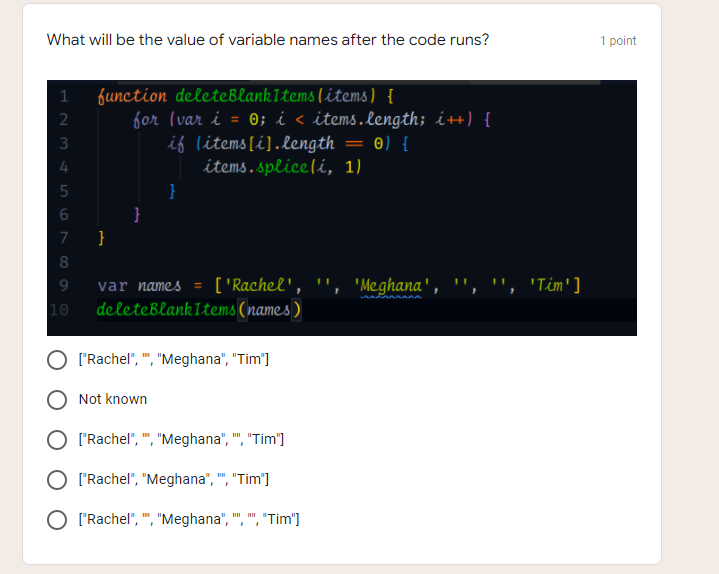 What will be the value of variable names after the code runs?
1 point
1 function deleteBlankItems(items) {
2 for (var i = 0; i < items.length; i++) {
3 if (items[i].length == 0) {
4 items.splice(i, 1)
5 }
6 }
7 }
8
9 var names = ['Rachel', '', 'Meghana', '', '', 'Tim']
10 deleteBlankItems(names)
["Rachel", "", "Meghana", "Tim"]
Not known
["Rachel", "", "Meghana", "", "Tim"]
["Rachel", "Meghana", "", "Tim"]
["Rachel", "", "Meghana", "", "", "Tim"]